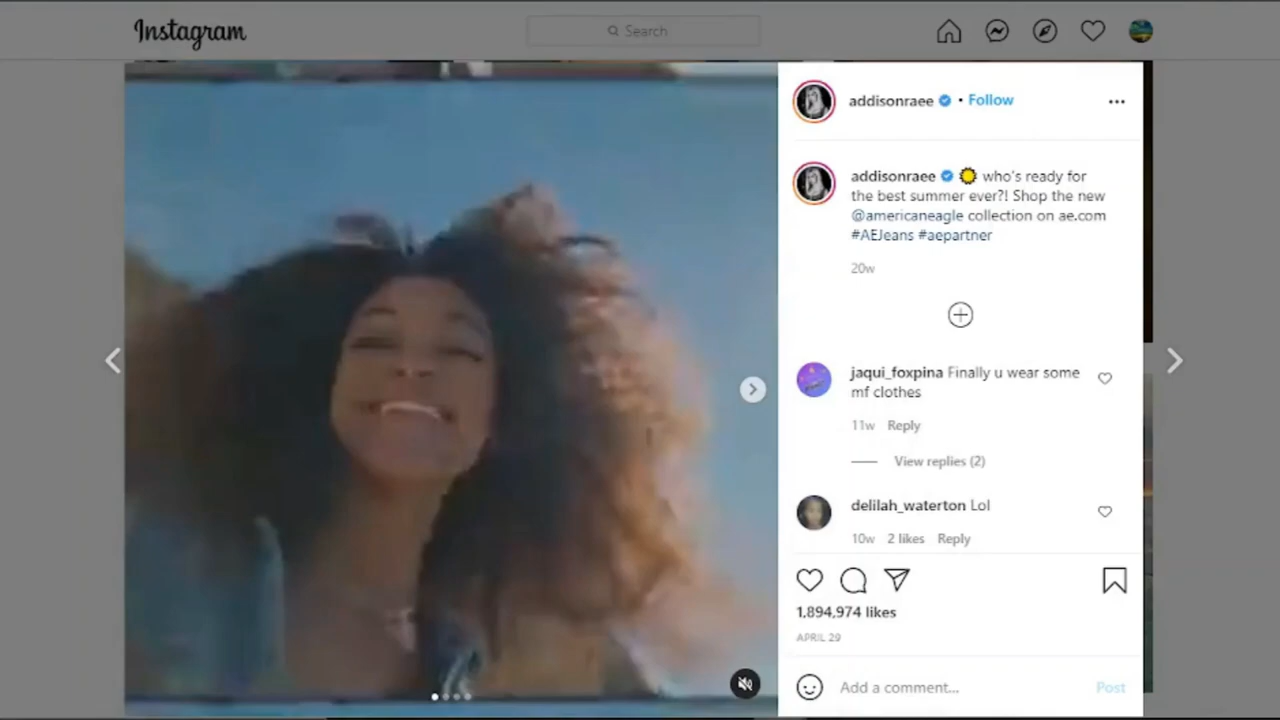 Instagram
Search
addisonraee • Follow
addisonraee who's ready for
the best summer ever?! Shop the new
@americaneagle collection on ae.com
#AEJeans #aepartner
20w
jaqui_foxpina Finally u wear some
mf clothes
11w Reply
View replies (2)
delilah_waterton Lol
10w 2 likes Reply
1,894,974 likes
APRIL 29
Add a comment... Post